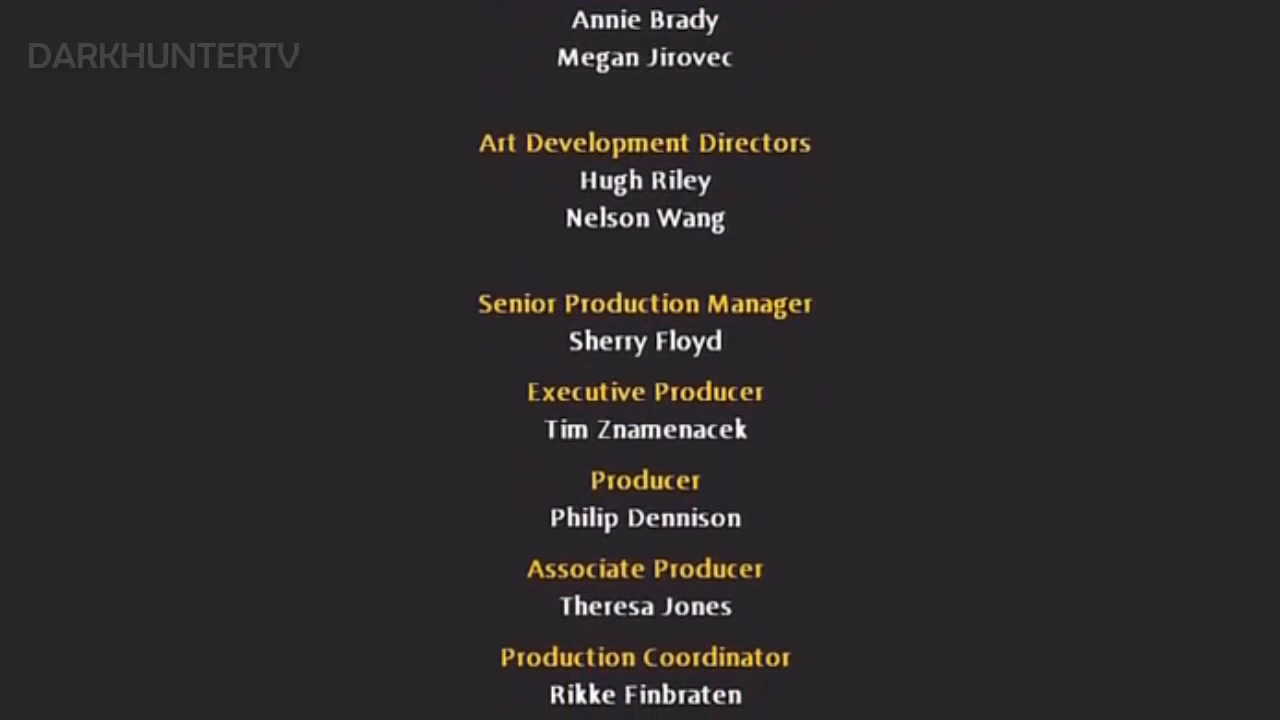 DARKHUNTERTV
Annie Brady
Megan Jirovec
Art Development Directors
Hugh Riley
Nelson Wang
Senior Production Manager
Sherry Floyd
Executive Producer
Tim Znamenacek
Producer
Philip Dennison
Associate Producer
Theresa Jones
Production Coordinator
Rikke Finbraten